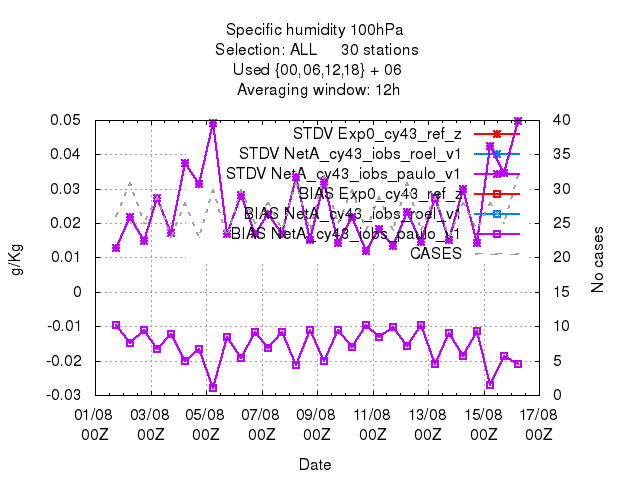 Specific humidity 100hPa
Selection: ALL 30 stations
Used {00,06,12,18} + 06
Averaging window: 12h
0.05
0.04
0.03
0.02
0.01
0
-0.01
-0.02
-0.03
g/Kg
STDV Exp0_cy43_ref_z
STDV NetA_cy43_iobs_roel_v1
STDV NetA_cy43_iobs_paulo_v1
BIAS Exp0_cy43_ref_z
BIAS NetA_cy43_iobs_roel_v1
BIAS NetA_cy43_iobs_paulo_v1
CASES
40
35
30
25
20
15
10
5
0
No cases
01/08 03/08 05/08 07/08 09/08 11/08 13/08 15/08 17/08
00Z 00Z 00Z 00Z 00Z 00Z 00Z 00Z 00Z
Date